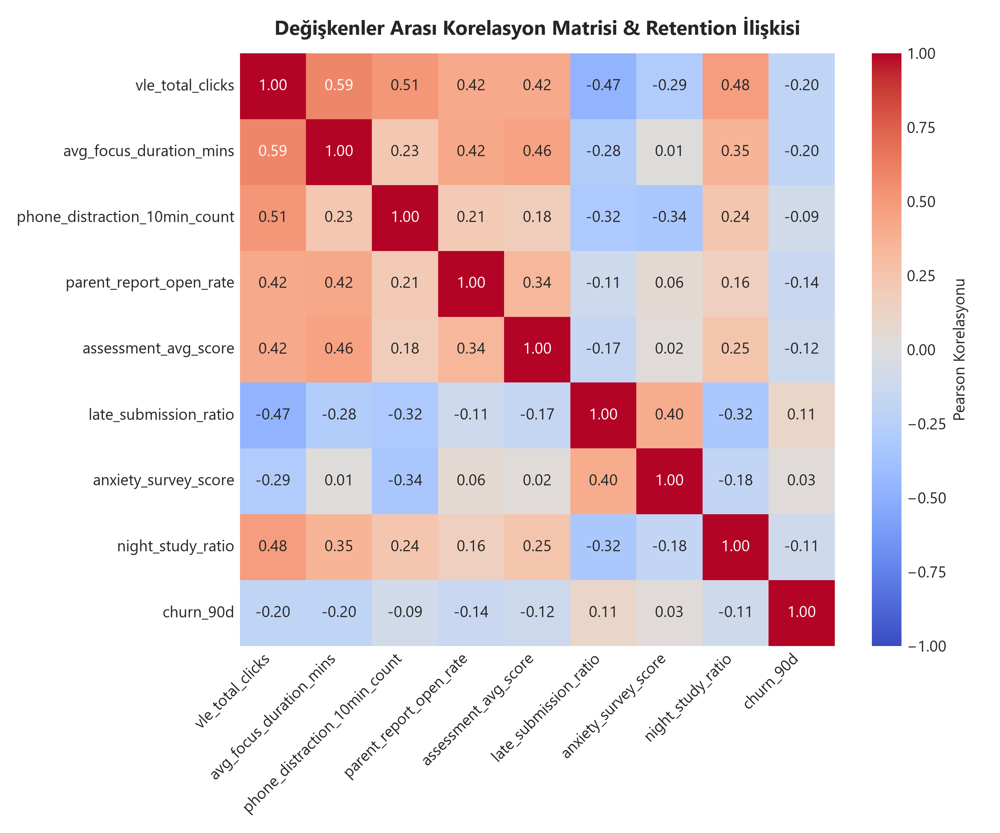 Değişkenler Arası Korelasyon Matrisi & Retention İlişkisi
vle_total_clicks 1.00 0.59 0.51 0.42 0.42 -0.47 -0.29 0.48 -0.20
avg_focus_duration_mins 0.59 1.00 0.23 0.42 0.46 -0.28 0.01 0.35 -0.20
phone_distraction_10min_count 0.51 0.23 1.00 0.21 0.18 -0.32 -0.34 0.24 -0.09
parent_report_open_rate 0.42 0.42 0.21 1.00 0.34 -0.11 0.06 0.16 -0.14
assessment_avg_score 0.42 0.46 0.18 0.34 1.00 -0.17 0.02 0.25 -0.12
late_submission_ratio -0.47 -0.28 -0.32 -0.11 -0.17 1.00 0.40 -0.32 0.11
anxiety_survey_score -0.29 0.01 -0.34 0.06 0.02 0.40 1.00 -0.18 0.03
night_study_ratio 0.48 0.35 0.24 0.16 0.25 -0.32 -0.18 1.00 -0.11
churn_90d -0.20 -0.20 -0.09 -0.14 -0.12 0.11 0.03 -0.11 1.00
vle_total_clicks
avg_focus_duration_mins
phone_distraction_10min_count
parent_report_open_rate
assessment_avg_score
late_submission_ratio
anxiety_survey_score
night_study_ratio
churn_90d
1.00
0.75
0.50
0.25
0.00
−0.25
−0.50
−0.75
−1.00
Pearson Korelasyonu